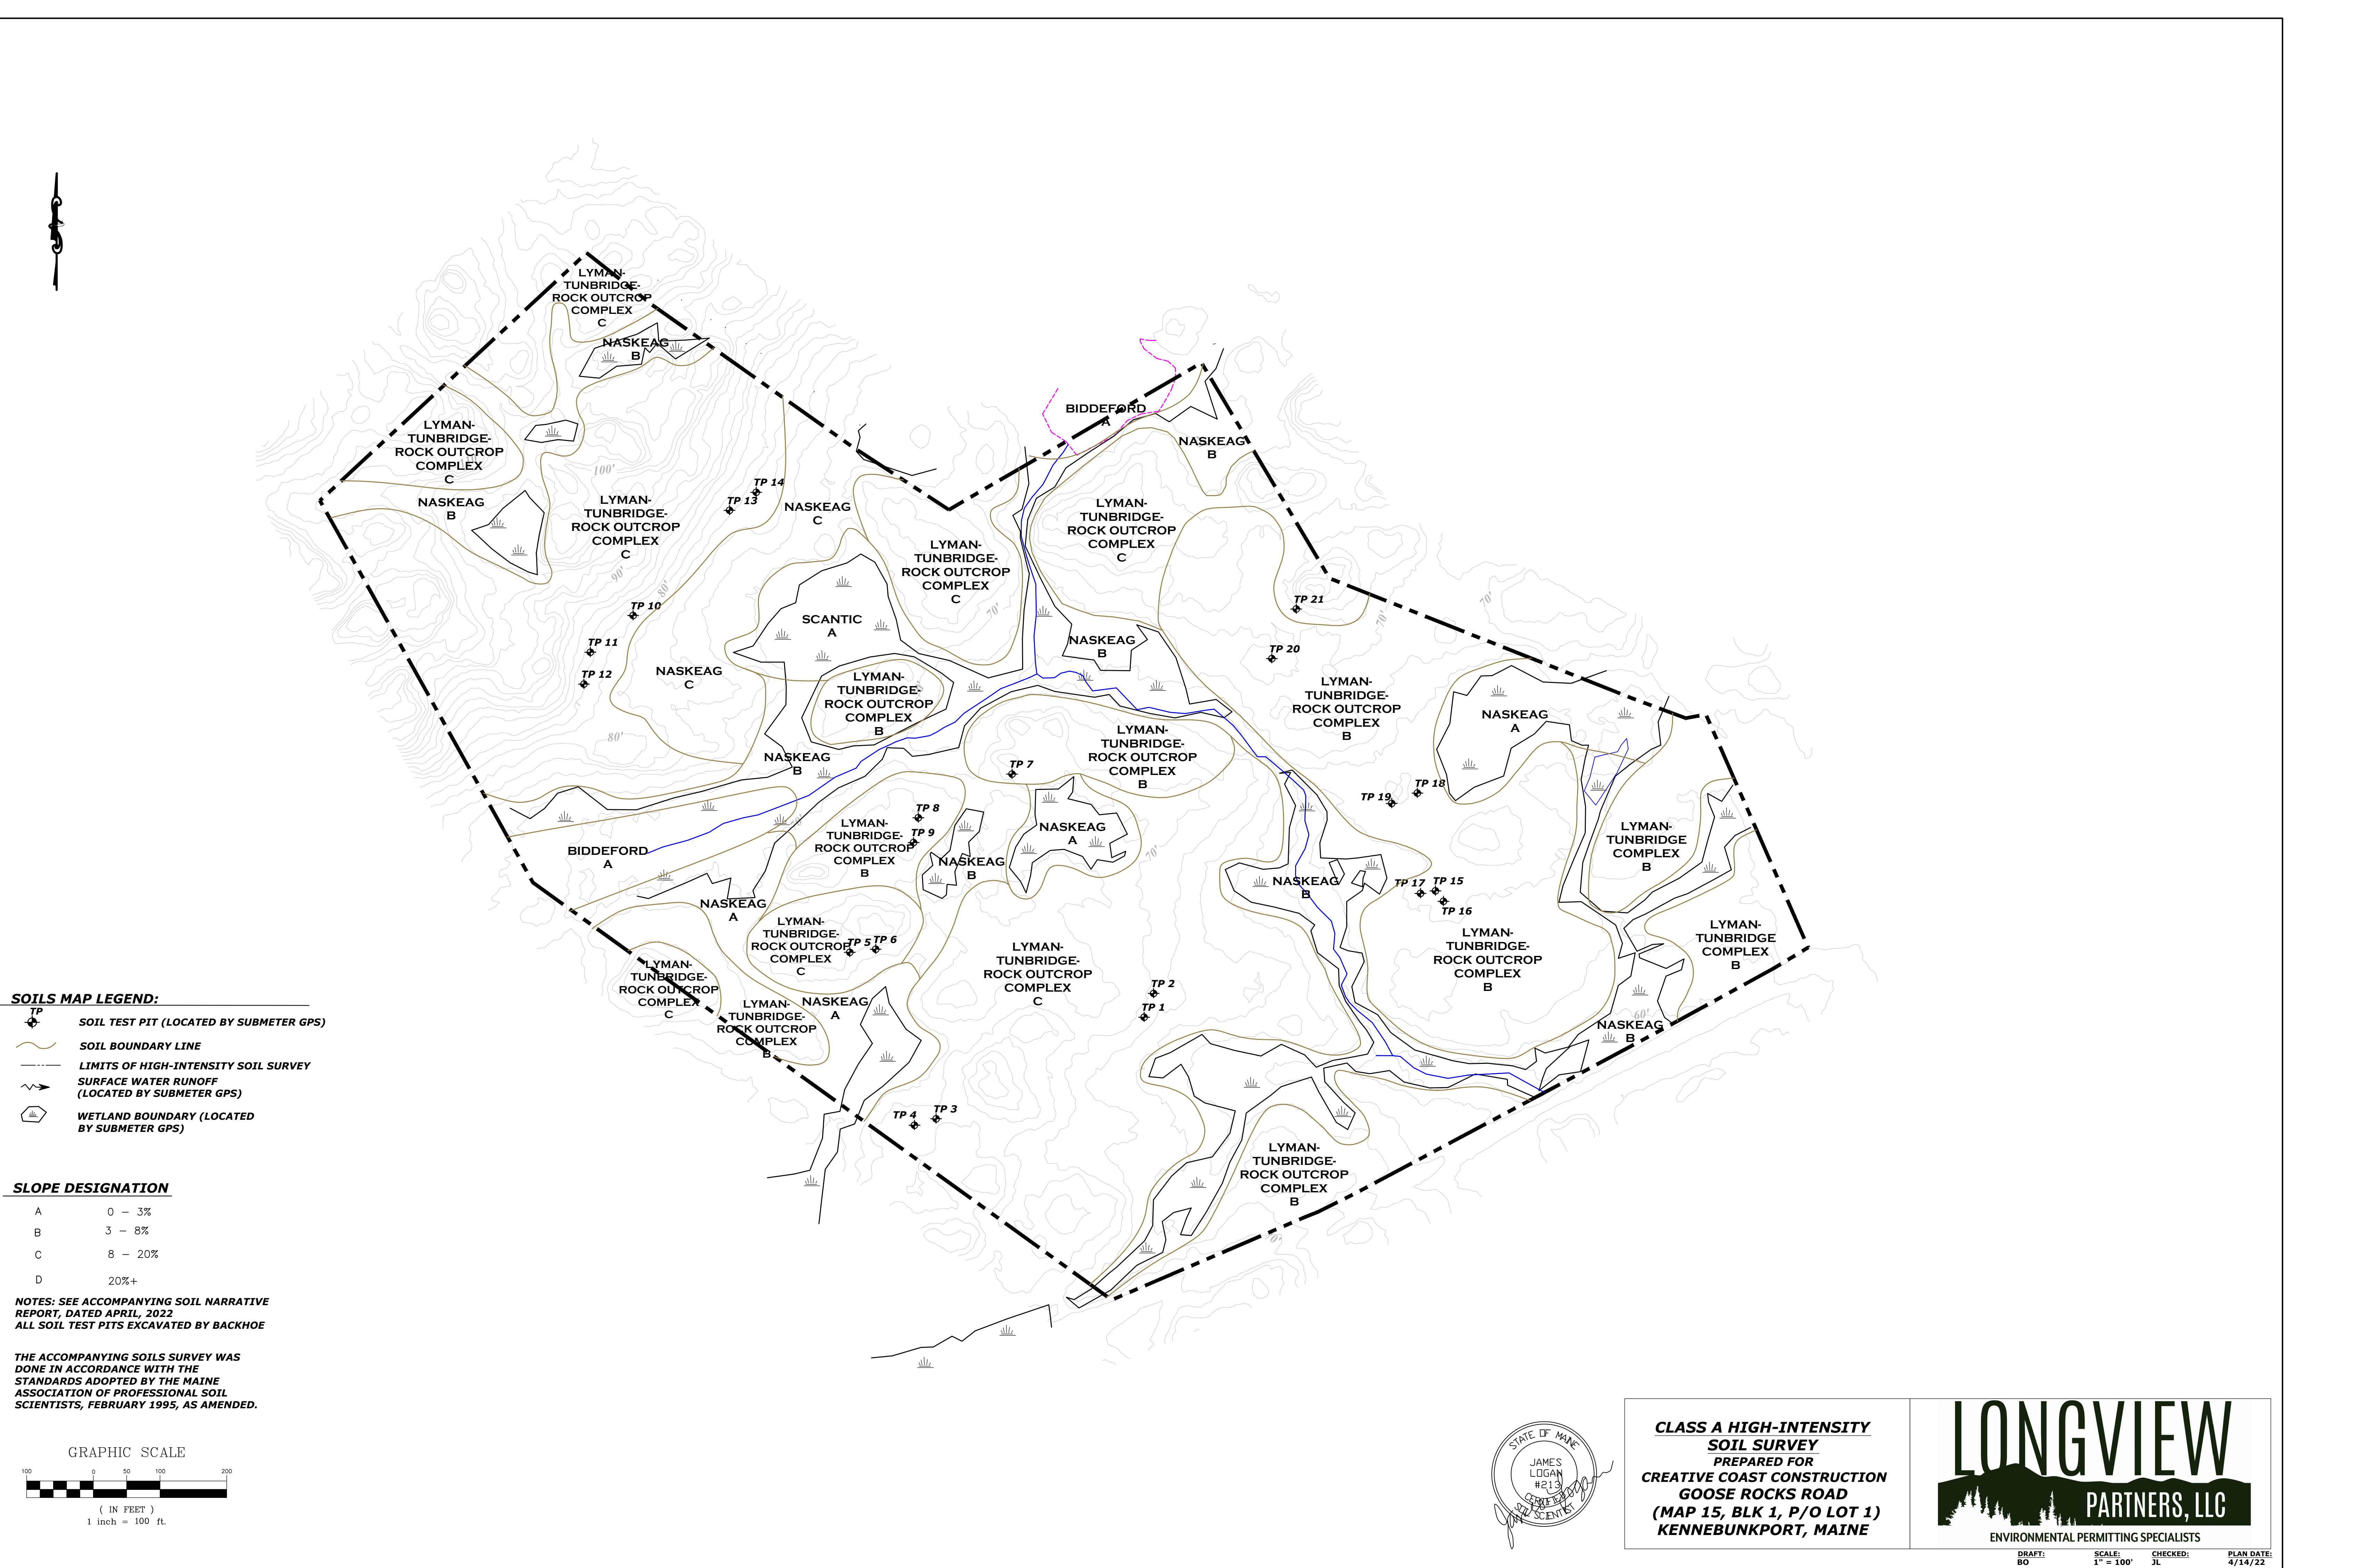 LYMAN-
TUNBRIDGE-
ROCK OUTCROP
COMPLEX
C
NASKEAG
B
LYMAN-
TUNBRIDGE-
ROCK OUTCROP
COMPLEX
C
NASKEAG
B
100'
LYMAN-
TUNBRIDGE-
ROCK OUTCROP
COMPLEX
C
90'
80'
TP 14
TP 13
NASKEAG
C
BIDDEFORD
A
NASKEAG
B
LYMAN-
TUNBRIDGE-
ROCK OUTCROP
COMPLEX
C
LYMAN-
TUNBRIDGE-
ROCK OUTCROP
COMPLEX
C
70'
TP 10
TP 11
TP 12
SCANTIC
A
NASKEAG
C
80'
NASKEAG
B
TP 21
70'
70'
TP 20
LYMAN-
TUNBRIDGE-
ROCK OUTCROP
COMPLEX
B
LYMAN-
TUNBRIDGE-
ROCK OUTCROP
COMPLEX
B
NASKEAG
A
LYMAN-
TUNBRIDGE-
ROCK OUTCROP
COMPLEX
B
NASKEAG
B
TP 7
TP 18
TP 19
TP 8
TP 9
LYMAN-
TUNBRIDGE-
ROCK OUTCROP
COMPLEX
B
NASKEAG
A
70'
LYMAN-
TUNBRIDGE
COMPLEX
B
BIDDEFORD
A
NASKEAG
B
NASKEAG
B
TP 17
TP 15
TP 16
NASKEAG
A
LYMAN-
TUNBRIDGE-
ROCK OUTCROP
COMPLEX
C
TP 5
TP 6
LYMAN-
TUNBRIDGE-
ROCK OUTCROP
COMPLEX
C
LYMAN-
TUNBRIDGE-
ROCK OUTCROP
COMPLEX
B
LYMAN-
TUNBRIDGE
COMPLEX
B
LYMAN-
TUNBRIDGE-
ROCK OUTCROP
COMPLEX
C
LYMAN-
TUNBRIDGE-
ROCK OUTCROP
COMPLEX
B
NASKEAG
A
TP 2
TP 1
60'
NASKEAG
B
TP 4
TP 3
LYMAN-
TUNBRIDGE-
ROCK OUTCROP
COMPLEX
B
70'
SOILS MAP LEGEND:
TP
SOIL TEST PIT (LOCATED BY SUBMETER GPS)
SOIL BOUNDARY LINE
LIMITS OF HIGH-INTENSITY SOIL SURVEY
SURFACE WATER RUNOFF
(LOCATED BY SUBMETER GPS)
WETLAND BOUNDARY (LOCATED
BY SUBMETER GPS)
SLOPE DESIGNATION
A 0 - 3%
B 3 - 8%
C 8 - 20%
D 20%+
NOTES: SEE ACCOMPANYING SOIL NARRATIVE
REPORT, DATED APRIL, 2022
ALL SOIL TEST PITS EXCAVATED BY BACKHOE
THE ACCOMPANYING SOILS SURVEY WAS
DONE IN ACCORDANCE WITH THE
STANDARDS ADOPTED BY THE MAINE
ASSOCIATION OF PROFESSIONAL SOIL
SCIENTISTS, FEBRUARY 1995, AS AMENDED.
GRAPHIC SCALE
100 0 50 100 200
( IN FEET )
1 inch = 100 ft.
STATE OF MAINE
JAMES
LOGAN
#213
CERTIFIED
SOIL SCIENTIST
CLASS A HIGH-INTENSITY
SOIL SURVEY
PREPARED FOR
CREATIVE COAST CONSTRUCTION
GOOSE ROCKS ROAD
(MAP 15, BLK 1, P/O LOT 1)
KENNEBUNKPORT, MAINE
LONGVIEW
PARTNERS, LLC
ENVIRONMENTAL PERMITTING SPECIALISTS
DRAFT: SCALE: CHECKED: PLAN DATE:
BO 1" = 100' JL 4/14/22